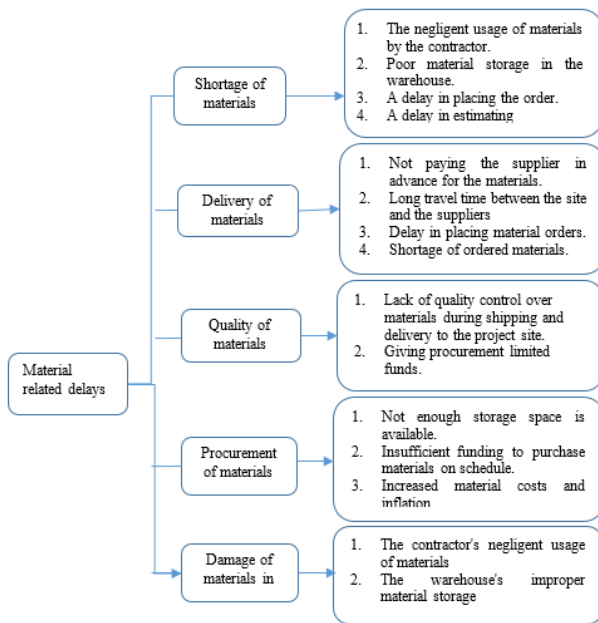 Material
related delays
Shortage of
materials
1. The negligent usage of materials
by the contractor.
2. Poor material storage in the
warehouse.
3. A delay in placing the order.
4. A delay in estimating
Delivery of
materials
1. Not paying the supplier in
advance for the materials.
2. Long travel time between the site
and the suppliers
3. Delay in placing material orders.
4. Shortage of ordered materials.
Quality of
materials
1. Lack of quality control over
materials during shipping and
delivery to the project site.
2. Giving procurement limited
funds.
Procurement
of materials
1. Not enough storage space is
available.
2. Insufficient funding to purchase
materials on schedule.
3. Increased material costs and
inflation
Damage of
materials in
1. The contractor's negligent usage
of materials
2. The warehouse's improper
material storage